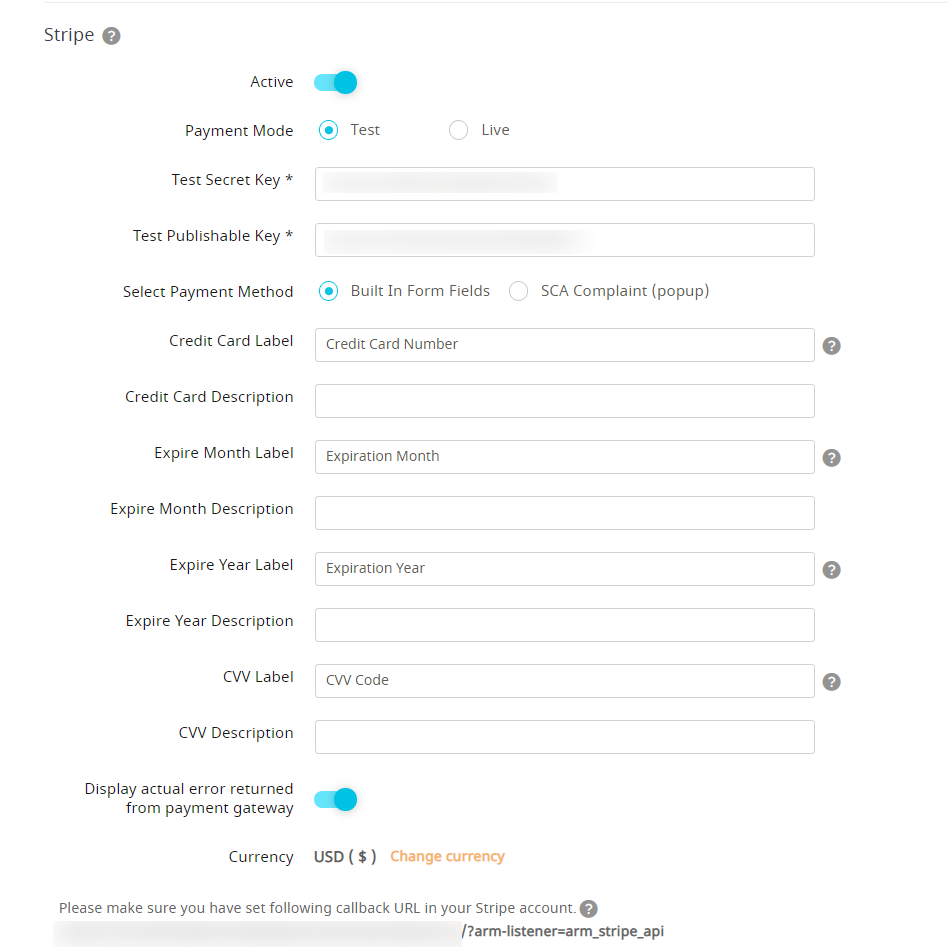 Stripe ?
Active
Payment Mode Test Live
Test Secret Key *
Test Publishable Key *
Select Payment Method Built In Form Fields SCA Complaint (popup)
Credit Card Label Credit Card Number ?
Credit Card Description
Expire Month Label Expiration Month ?
Expire Month Description
Expire Year Label Expiration Year ?
Expire Year Description
CVV Label CVV Code ?
CVV Description
Display actual error returned
from payment gateway
Currency USD ( $ ) Change currency
Please make sure you have set following callback URL in your Stripe account. ?
/?arm-listener=arm_stripe_api